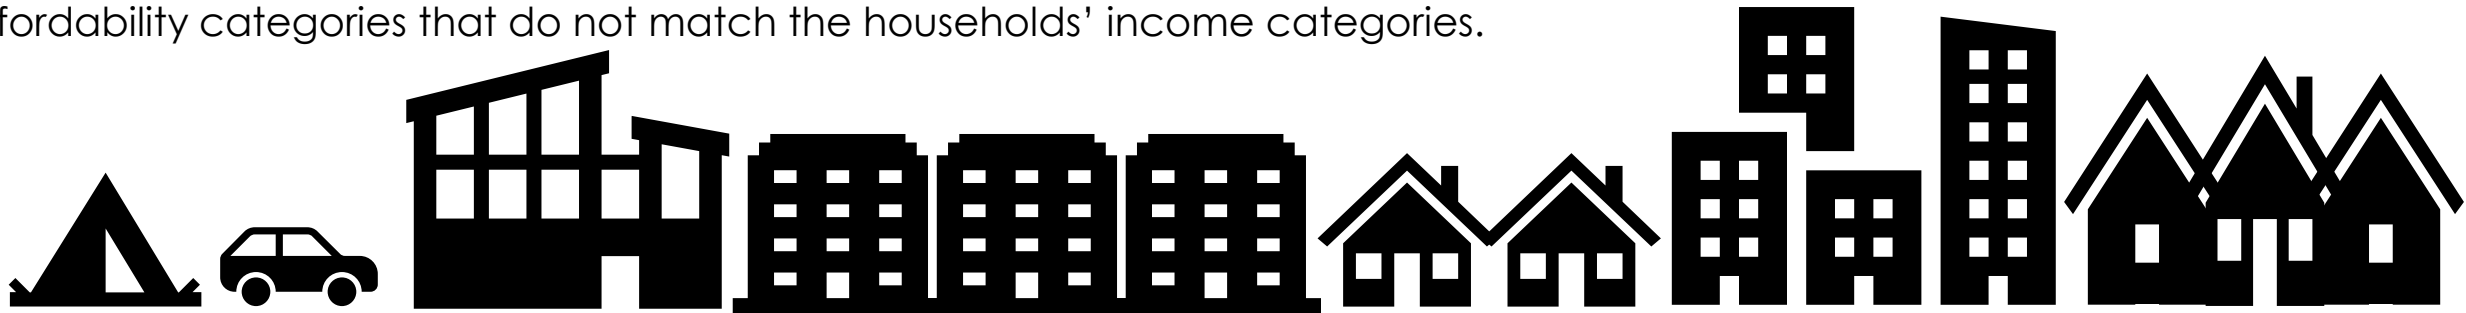 fordability categories that do not match the households’ income categories.